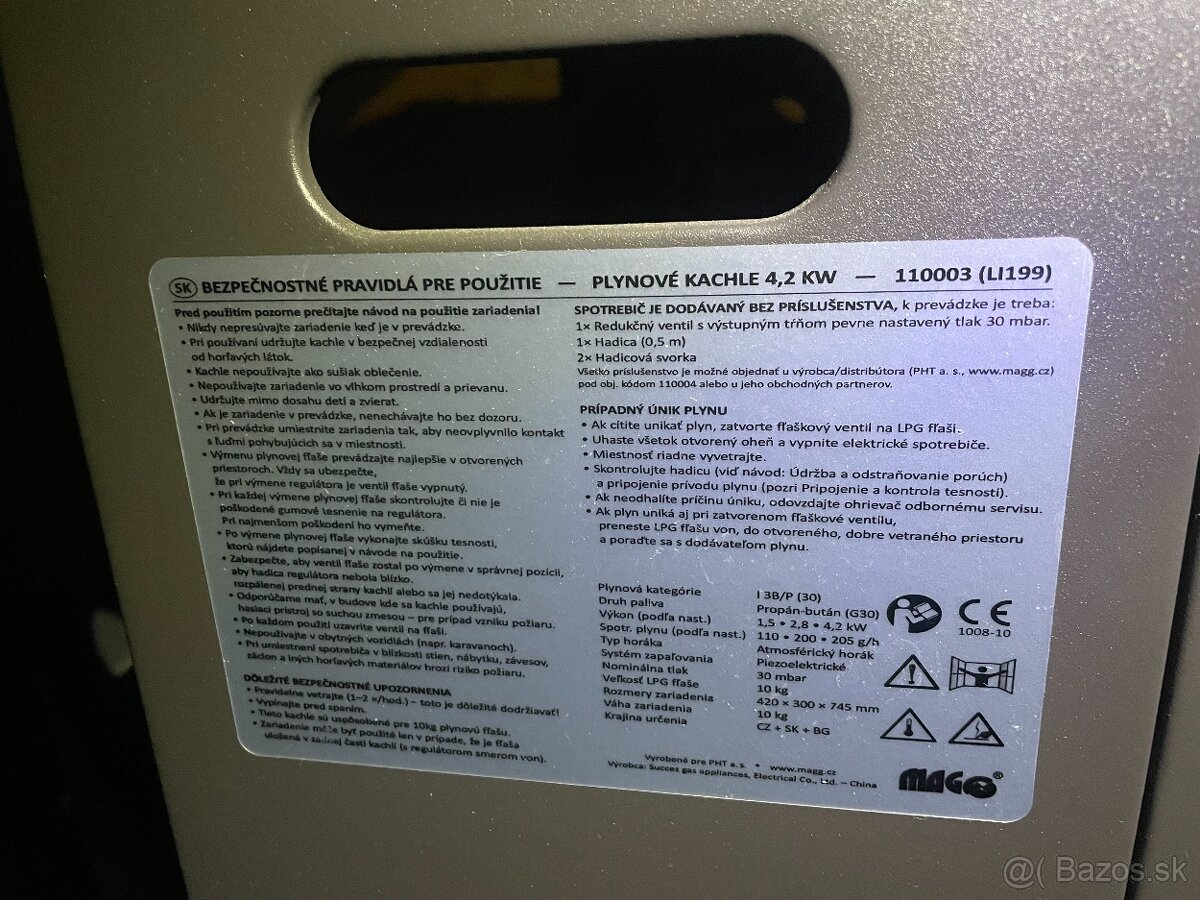 SK BEZPEČNOSTNÉ PRAVIDLÁ PRE POUŽITIE — PLYNOVÉ KACHLE 4,2 KW — 110003 (LI199)
Pred použitím pozorne prečítajte návod na použitie zariadenia!
• Nikdy nepresúvajte zariadenie keď je v prevádzke.
• Pri používaní udržujte kachle v bezpečnej vzdialenosti
od horľavých látok.
• Kachle nepoužívajte ako sušiak oblečenie.
• Nepoužívajte zariadenie vo vlhkom prostredí a prievanu.
• Udržujte mimo dosahu detí a zvierat.
• Ak je zariadenie v prevádzke, nenechávajte ho bez dozoru.
• Pri prevádzke umiestnite zariadenia tak, aby neovplyvnilo kontakt
s ľuďmi pohybujúcich sa v miestnosti.
• Výmenu plynovej fľaše prevádzajte najlepšie v otvorených
priestoroch. Vždy sa ubezpečte,
že pri výmene regulátora je ventil fľaše vypnutý.
• Pri každej výmene plynovej fľaše skontrolujte či nie je
poškodené gumové tesnenie na regulátora.
Pri najmenšom poškodení ho vymeňte.
• Po výmene plynovej fľaše vykonajte skúšku tesnosti,
ktorú nájdete popísanej v návode na použitie.
• Zabezpečte, aby ventil fľaše zostal po výmene v správnej pozícii,
aby hadica regulátora nebola blízko.
rozpálenej prednej strany kachlí alebo sa jej nedotýkala.
• Odporúčame mať, v budove kde sa kachle používajú,
hasiaci prístroj so suchou zmesou – pre prípad vzniku požiaru.
• Po každom použití uzavrite ventil na fľaši.
• Nepoužívajte v obytných vozidlách (napr. karavanoch).
• Pri umiestnení spotrebiča v blízkosti stien, nábytku, závesov,
záclon a iných horľavých materiálov hrozí riziko požiaru.
DÔLEŽITÉ BEZPEČNOSTNÉ UPOZORNENIA
• Pravidelne vetrajte (1–2 x/hod.) – toto je dôležité dodržiavať!
• Vypínajte pred spaním.
• Tieto kachle sú uspôsobené pre 10kg plynovú fľašu.
• Zariadenie môže byť použité len v prípade, že je fľaša
uložená v zadnej časti kachlí (s regulátorom smerom von).
SPOTREBIČ JE DODÁVANÝ BEZ PRÍSLUŠENSTVA, k prevádzke je treba:
1× Redukčný ventil s výstupným tŕňom pevne nastavený tlak 30 mbar.
1× Hadica (0,5 m)
2× Hadicová svorka
Všetko príslušenstvo je možné objednať u výrobca/distribútora (PHT a. s., www.magg.cz)
pod obj. kódom 110004 alebo u jeho obchodných partnerov.
PRÍPADNÝ ÚNIK PLYNU
• Ak cítite unikať plyn, zatvorte fľaškový ventil na LPG fľaši.
• Uhaste všetok otvorený oheň a vypnite elektrické spotrebiče.
• Miestnosť riadne vyvetrajte.
• Skontrolujte hadicu (viď návod: Údržba a odstraňovanie porúch)
a pripojenie prívodu plynu (pozri Pripojenie a kontrola tesností).
• Ak neodhalíte príčinu úniku, odovzdajte ohrievač odbornému servisu.
• Ak plyn uniká aj pri zatvorenom fľaškové ventilu,
preneste LPG fľašu von, do otvoreného, dobre vetraného priestoru
a poraďte sa s dodávateľom plynu.
Plynová kategórie I 3B/P (30)
Druh paliva Propán-bután (G30)
Výkon (podľa nast.) 1,5 • 2,8 • 4,2 kW
Spotr. plynu (podľa nast.) 110 • 200 • 205 g/h
Typ horáka Atmosférický horák
Systém zapaľovania Piezoelektrické
Nominálna tlak 30 mbar
Veľkosť LPG fľaše 10 kg
Rozmery zariadenia 420 × 300 × 745 mm
Váha zariadenia 10 kg
Krajina určenia CZ + SK + BG
CE
1008-10
Vyrobené pre PHT a. s. • www.magg.cz
Výrobca: Succes gas appliances, Electrical Co., Ltd. – China
MAGG®
@( Bazos.sk